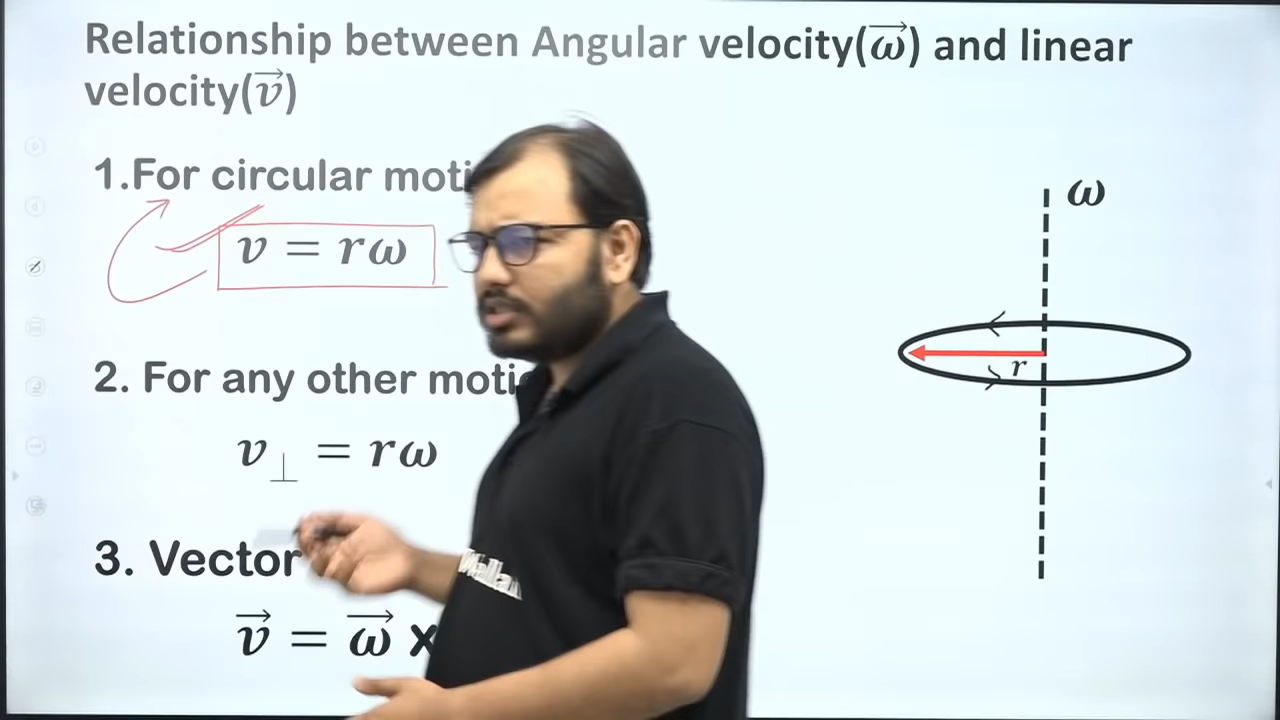 Relationship between Angular velocity(ω⃗) and linear
velocity(v⃗)
1.For circular moti
v = rω
2. For any other moti
v⊥ = rω
3. Vector
v⃗ = ω⃗ x
ω
r